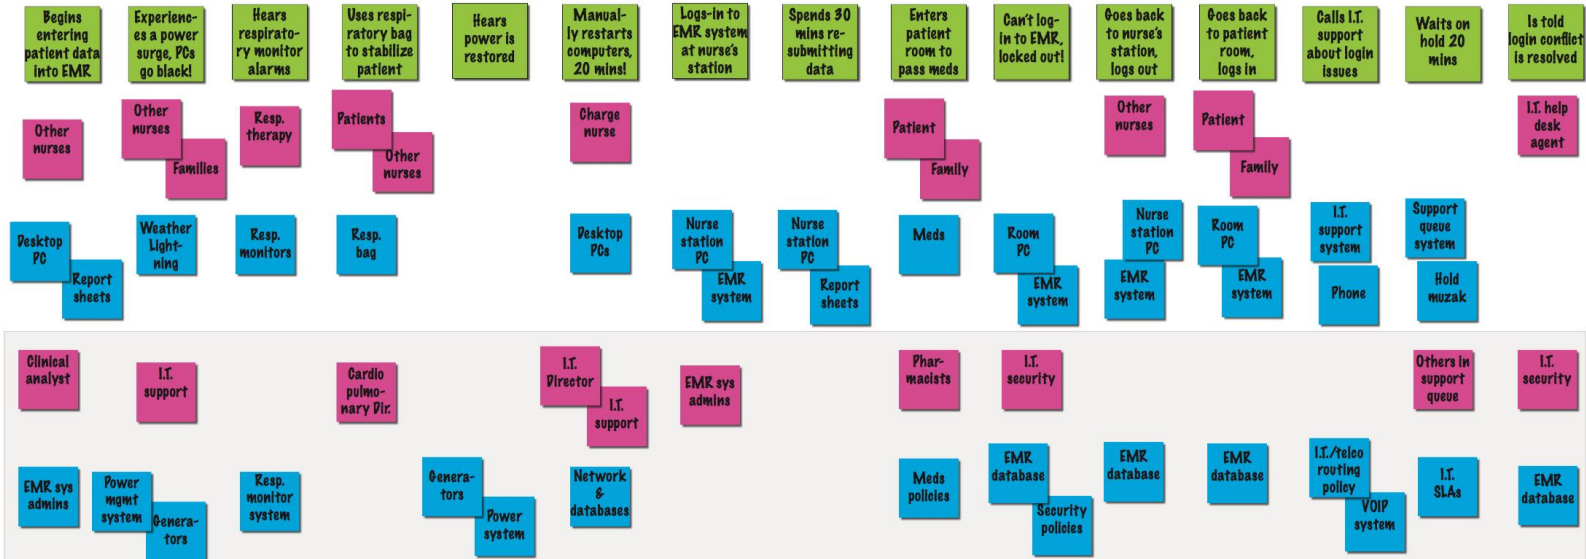 Begins
entering
patient data
into EMR
Experienc-
es a power
surge, PCs
go black!
Hears
respirato-
ry monitor
alarms
Uses respi-
ratory bag
to stabilize
patient
Hears
power is
restored
Manual-
ly restarts
computers,
20 mins!
Logs-in to
EMR system
at nurse's
station
Spends 30
mins re-
submitting
data
Enters
patient
room to
pass meds
Can't log-
in to EMR,
locked out!
Goes back
to nurse's
station,
logs out
Goes back
to patient
room,
logs in
Calls I.T.
support
about login
issues
Waits on
hold 20
mins
Is told
login conflict
is resolved
Other
nurses
Other
nurses
Families
Resp.
therapy
Patients
Other
nurses
Charge
nurse
Patient
Family
Other
nurses
Patient
Family
I.T. help
desk
agent
Desktop
PC
Report
sheets
Weather
Light-
ning
Resp.
monitors
Resp.
bag
Desktop
PCs
Nurse
station
PC
EMR
system
Nurse
station
PC
Report
sheets
Meds
Room
PC
EMR
system
Nurse
station
PC
EMR
system
Room
PC
EMR
system
I.T.
support
system
Phone
Support
queue
system
Hold
muzak
Clinical
analyst
I.T.
support
Cardio
pulmo-
nary Dir.
I.T.
Director
I.T.
support
EMR sys
admins
Phar-
macists
I.T.
security
Others in
support
queue
I.T.
security
EMR sys
admins
Power
mgmt
system
Genera-
tors
Resp.
monitor
system
Genera-
tors
Power
system
Network
&
databases
Meds
policies
EMR
database
Security
policies
EMR
database
EMR
database
I.T./telco
routing
policy
VOIP
system
I.T.
SLAs
EMR
database